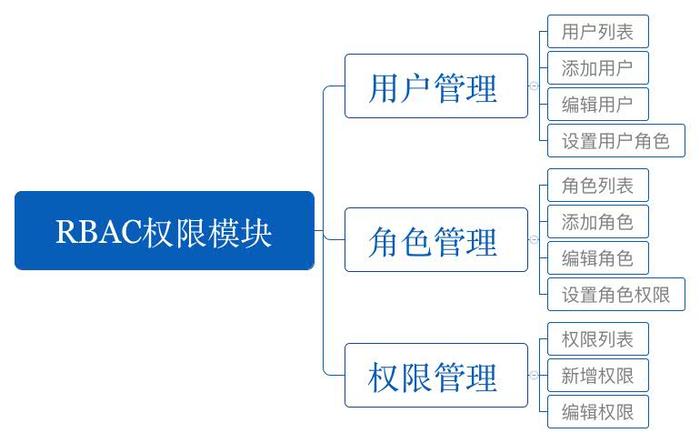 RBAC权限模块
用户管理
用户列表
添加用户
编辑用户
设置用户角色
角色管理
角色列表
添加角色
编辑角色
设置角色权限
权限管理
权限列表
新增权限
编辑权限